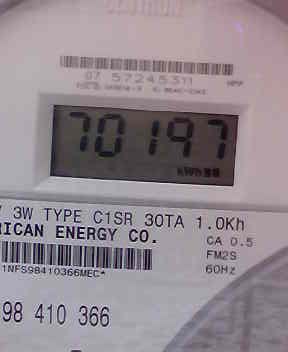 CENTRON
07 57245311
70197
kWh
V 3W TYPE C1SR 30TA 1.0Kh
RICAN ENERGY CO.
CA 0.5
FM2S
60Hz
1NFS98410366MEC*
98 410 366